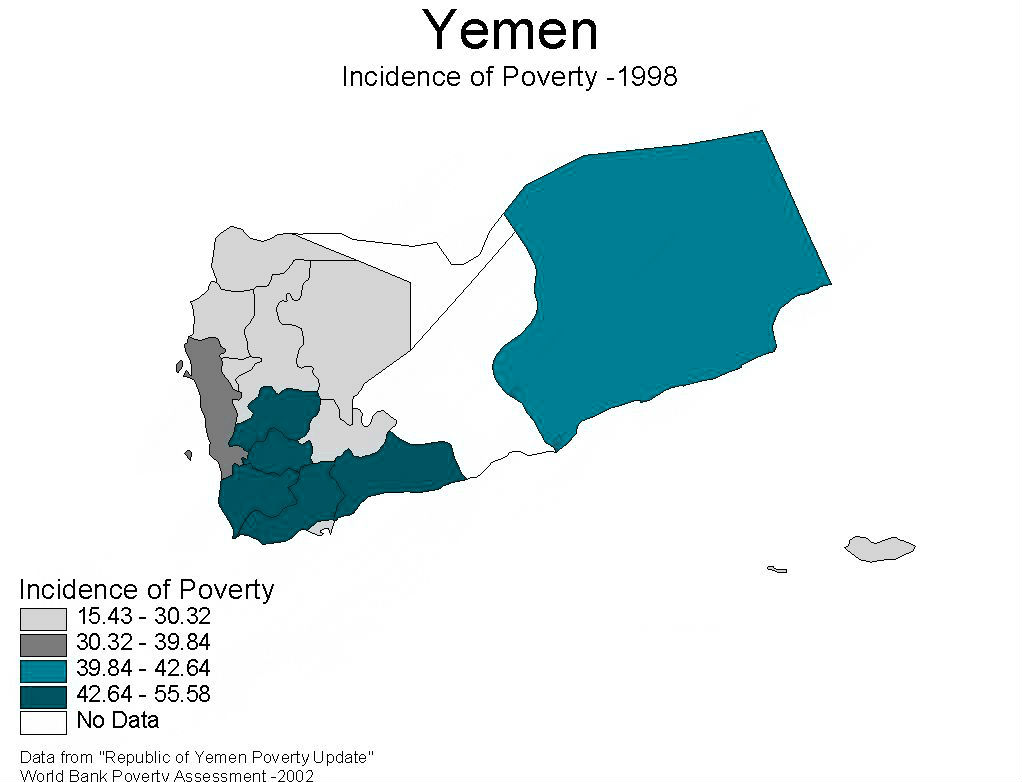 Yemen
Incidence of Poverty -1998
Incidence of Poverty
15.43 - 30.32
30.32 - 39.84
39.84 - 42.64
42.64 - 55.58
No Data
Data from "Republic of Yemen Poverty Update"
World Bank Poverty Assessment -2002